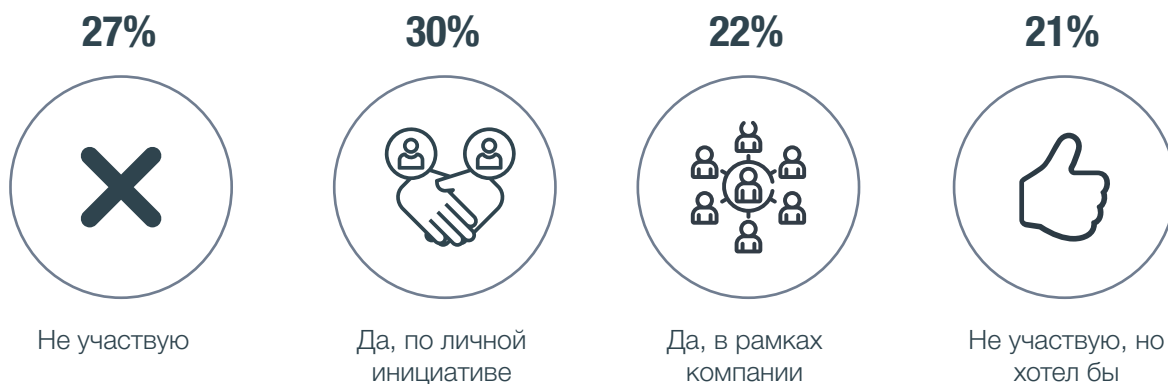 27%
30%
22%
21%
Не участвую
Да, по личной
инициативе
Да, в рамках
компании
Не участвую, но
хотел бы